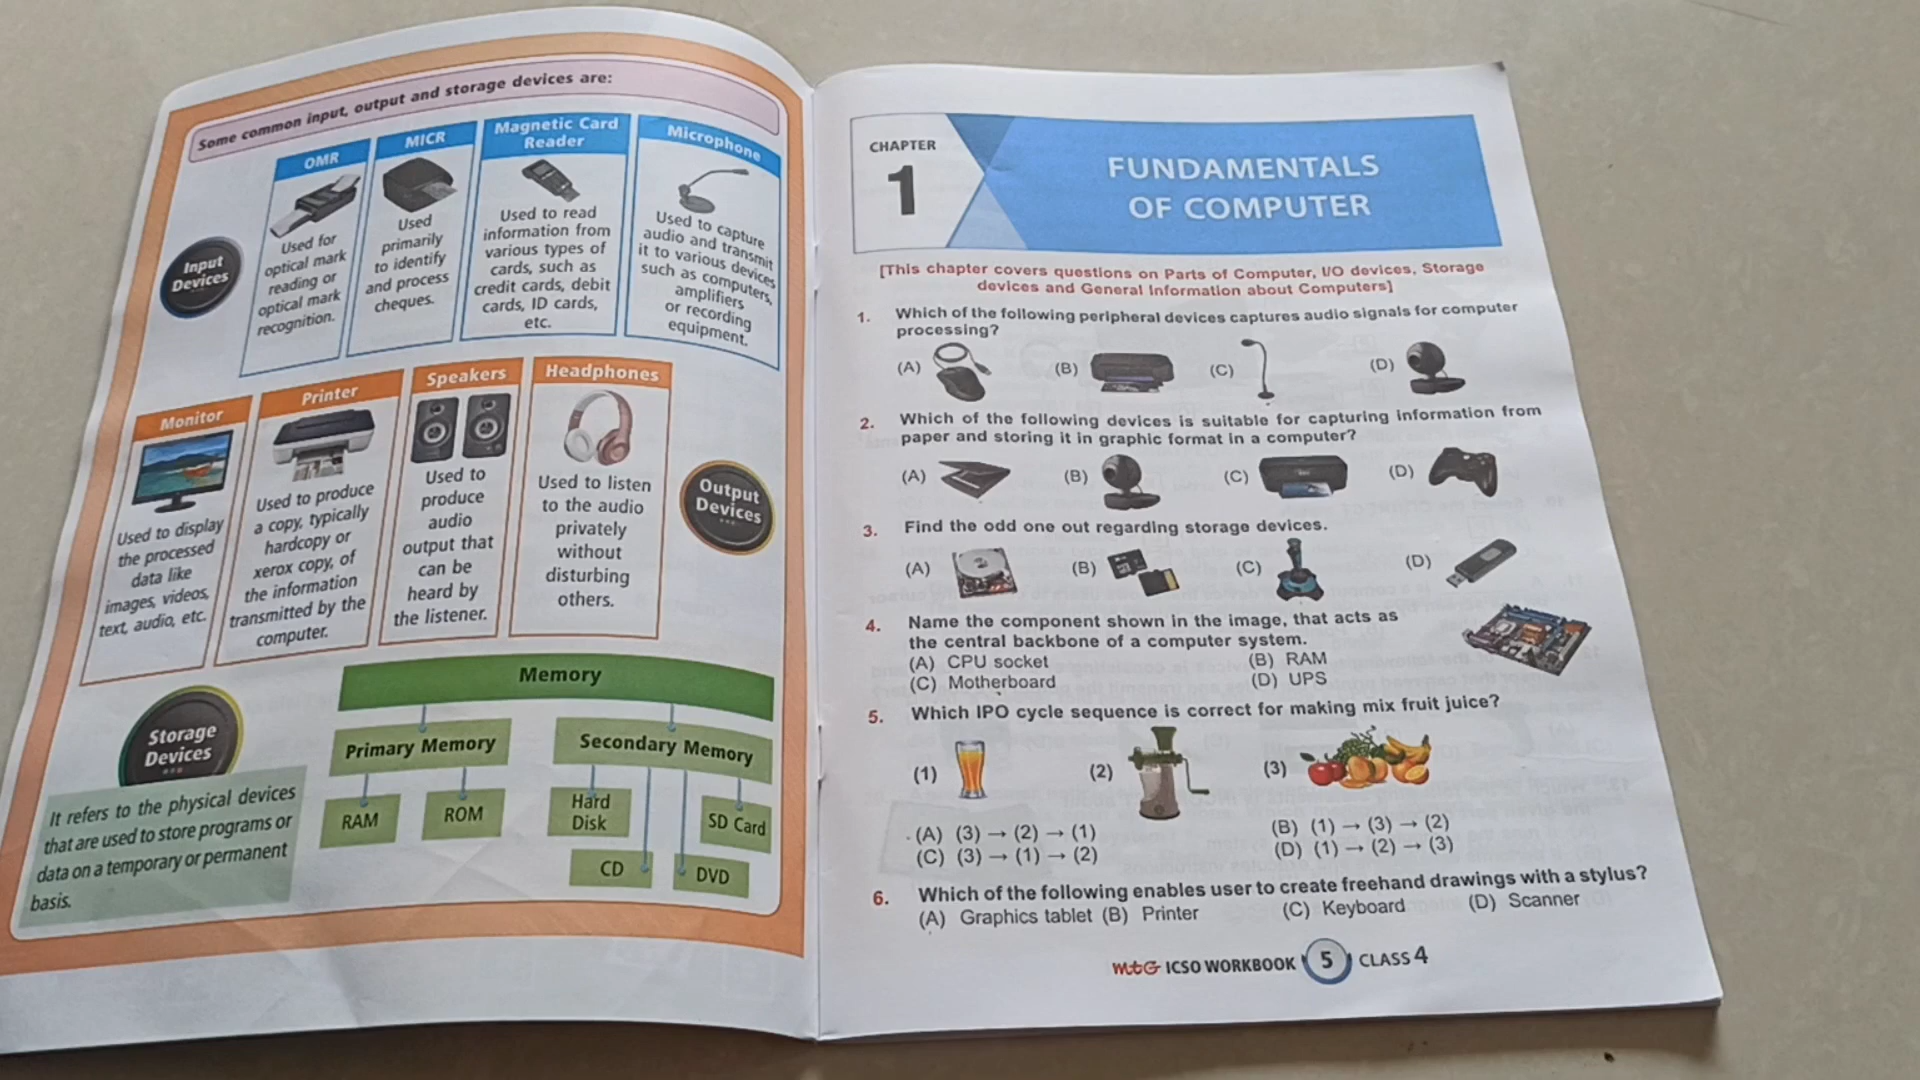 Some common input, output and storage devices are:
Input
Devices
OMR
Used for
optical mark
reading or
optical mark
recognition.
MICR
Used
primarily
to identify
and process
cheques.
Magnetic Card
Reader
Used to read
information from
various types of
cards, such as
credit cards, debit
cards, ID cards,
etc.
Microphone
Used to capture
audio and transmit
it to various devices
such as computers,
amplifiers
or recording
equipment.
Monitor
Used to display
the processed
data like
images, videos,
text, audio, etc.
Printer
Used to produce
a copy, typically
hardcopy or
xerox copy, of
the information
transmitted by the
computer.
Speakers
Used to
produce
audio
output that
can be
heard by
the listener.
Headphones
Used to listen
to the audio
privately
without
disturbing
others.
Output
Devices
Storage
Devices
It refers to the physical devices
that are used to store programs or
data on a temporary or permanent
basis.
Memory
Primary Memory
Secondary Memory
RAM
ROM
Hard
Disk
SD Card
CD
DVD
CHAPTER
1
FUNDAMENTALS
OF COMPUTER
[This chapter covers questions on Parts of Computer, I/O devices, Storage
devices and General Information about Computers]
1. Which of the following peripheral devices captures audio signals for computer
processing?
(A) (B) (C) (D)
2. Which of the following devices is suitable for capturing information from
paper and storing it in graphic format in a computer?
(A) (B) (C) (D)
3. Find the odd one out regarding storage devices.
(A) (B) (C) (D)
4. Name the component shown in the image, that acts as
the central backbone of a computer system.
(A) CPU socket (B) RAM
(C) Motherboard (D) UPS
5. Which IPO cycle sequence is correct for making mix fruit juice?
(1) (2) (3)
(A) (3) → (2) → (1) (B) (1) → (3) → (2)
(C) (3) → (1) → (2) (D) (1) → (2) → (3)
6. Which of the following enables user to create freehand drawings with a stylus?
(A) Graphics tablet (B) Printer (C) Keyboard (D) Scanner
MtG ICSO WORKBOOK 5 CLASS 4